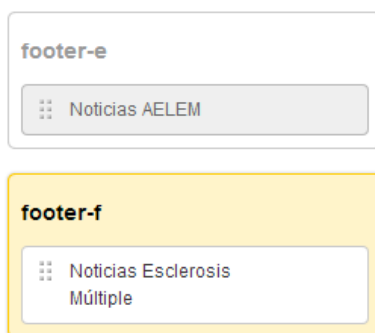 footer-e
Noticias AELEM
footer-f
Noticias Esclerosis
Múltiple